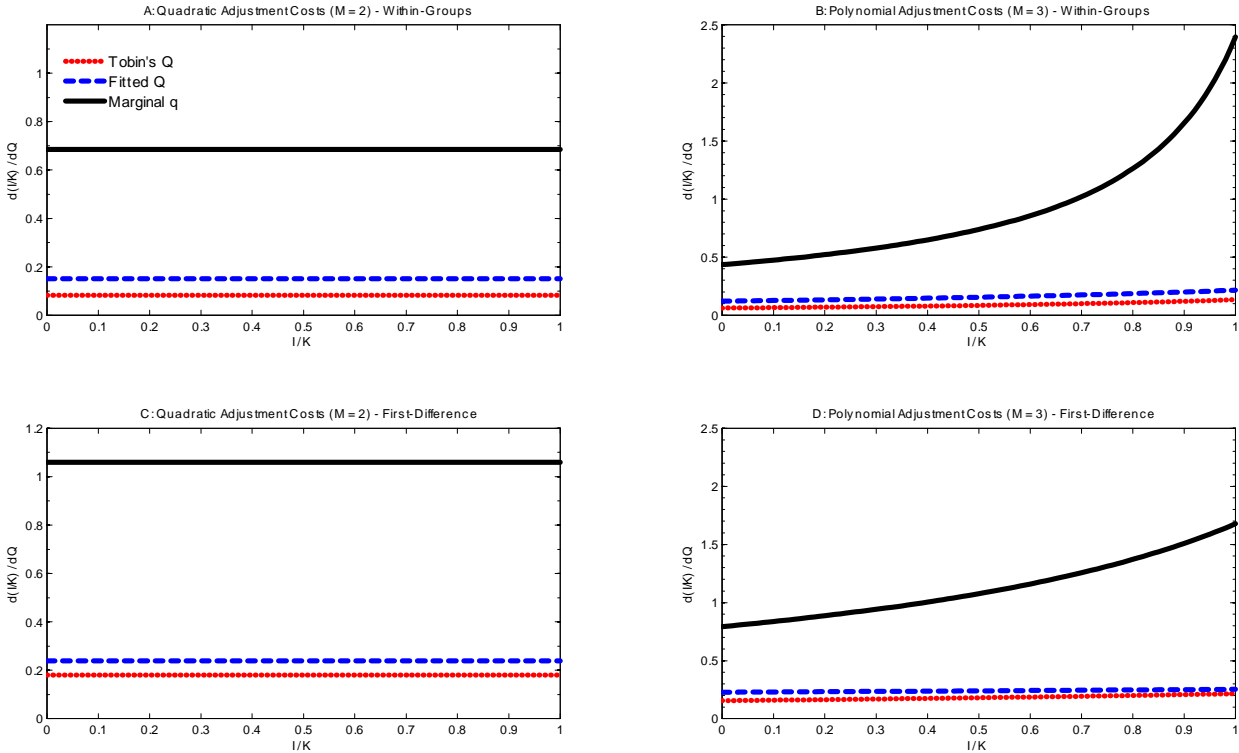 A: Quadratic Adjustment Costs (M = 2) - Within-Groups
1
0.8
0.6
0.4
0.2
0
d(I/K) / dQ
Tobin's Q
Fitted Q
Marginal q
0 0.1 0.2 0.3 0.4 0.5 0.6 0.7 0.8 0.9 1
I/K
B: Polynomial Adjustment Costs (M = 3) - Within-Groups
2.5
2
1.5
1
0.5
0
d(I/K) / dQ
0 0.1 0.2 0.3 0.4 0.5 0.6 0.7 0.8 0.9 1
I/K
C: Quadratic Adjustment Costs (M = 2) - First-Difference
1.2
1
0.8
0.6
0.4
0.2
0
d(I/K) / dQ
0 0.1 0.2 0.3 0.4 0.5 0.6 0.7 0.8 0.9 1
I/K
D: Polynomial Adjustment Costs (M = 3) - First-Difference
2.5
2
1.5
1
0.5
0
d(I/K) / dQ
0 0.1 0.2 0.3 0.4 0.5 0.6 0.7 0.8 0.9 1
I/K